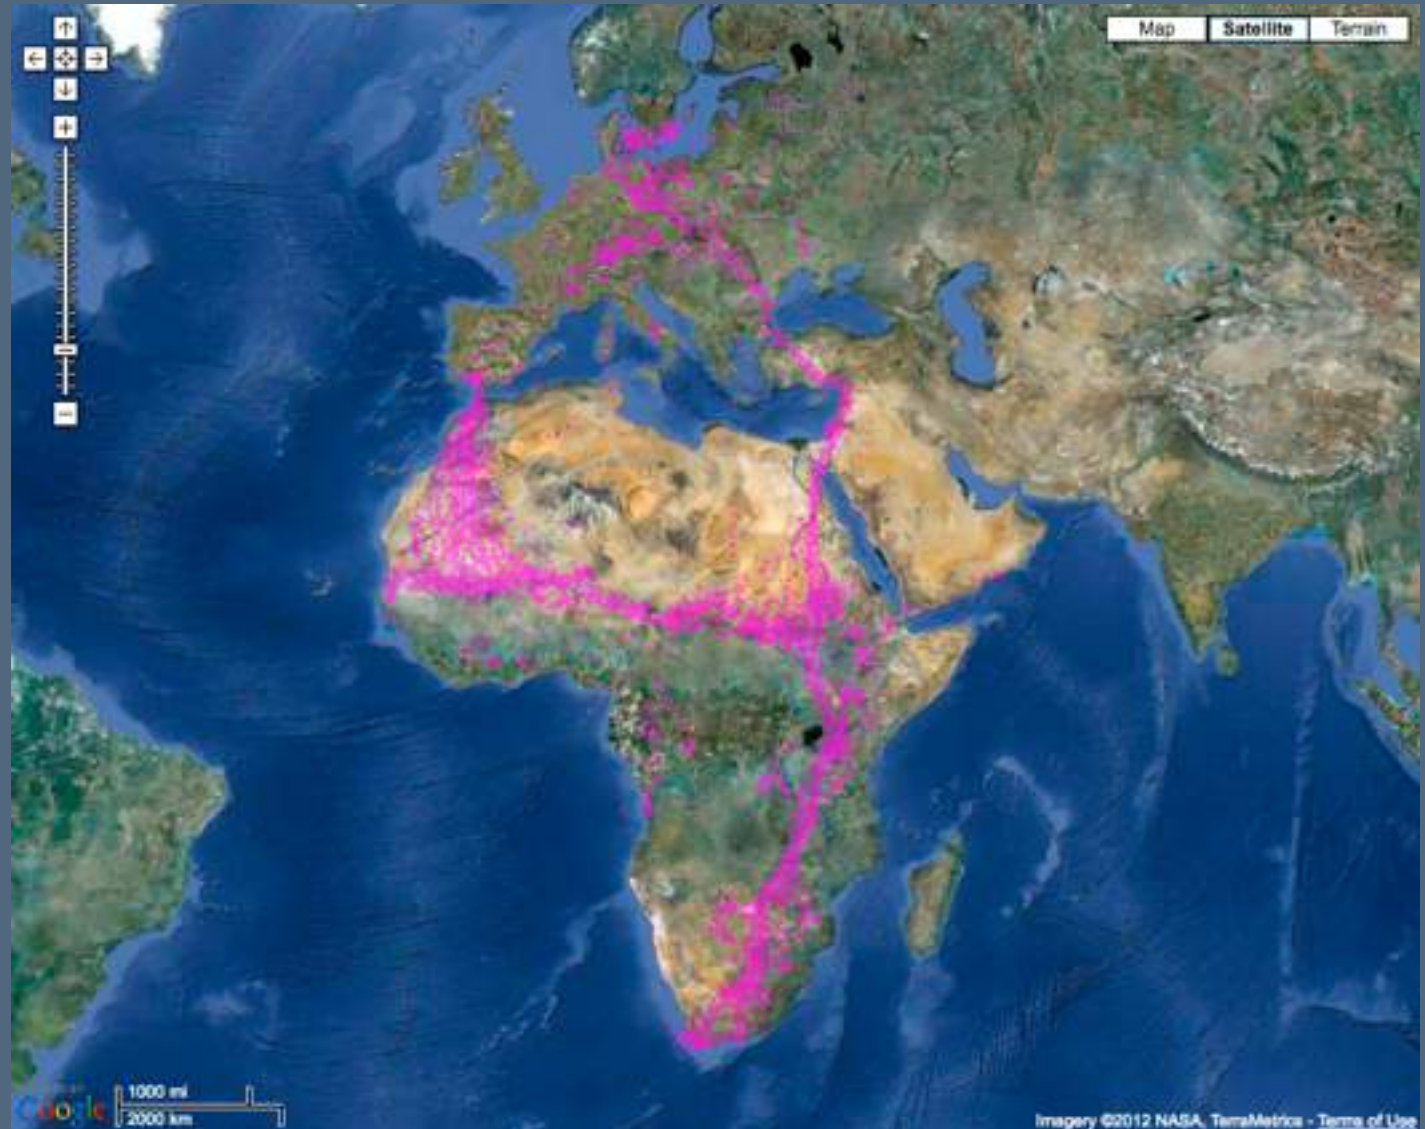 Map Satellite Terrain
1000 mi
2000 km
Google
Imagery ©2012 NASA, TerraMetrics - Terms of Use